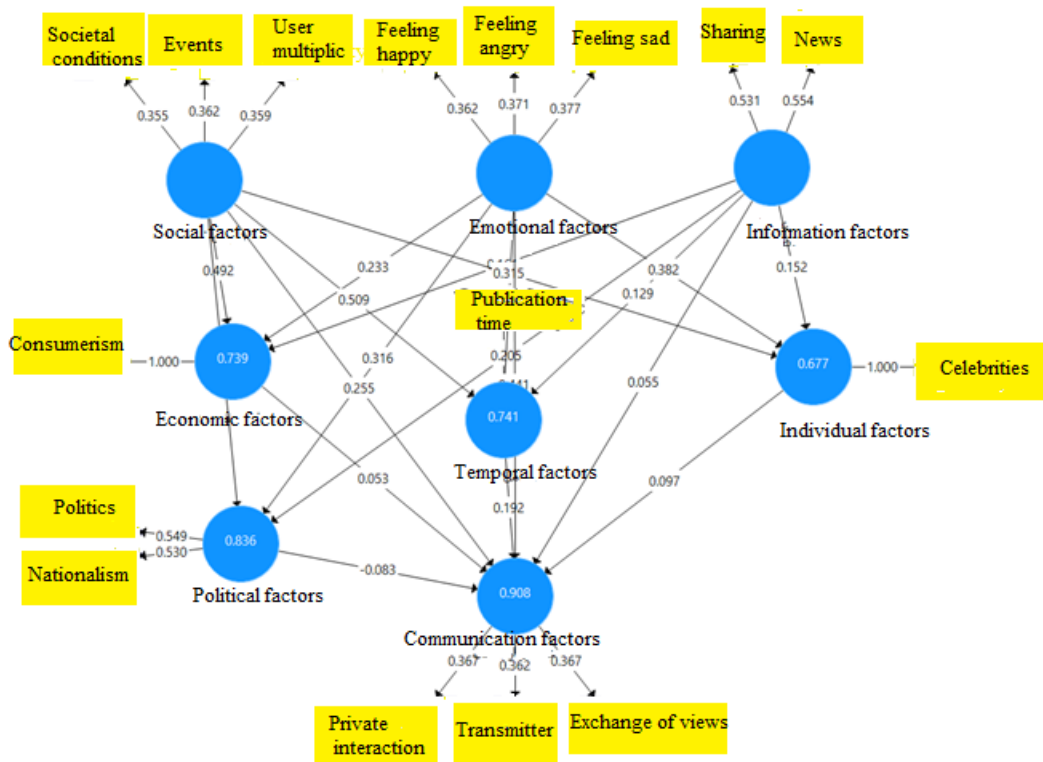 Societal
conditions
Events
User
multiplic
Feeling
happy
Feeling
angry
Feeling sad
Sharing
News
0.355
0.362
0.359
0.362
0.371
0.377
0.531
0.554
Social factors
Emotional factors
Information factors
0.492
0.233
0.315
0.382
0.152
0.509
0.129
Publication
time
Consumerism
1.000
0.739
0.316
0.205
0.677
1.000
Celebrities
0.255
0.055
Economic factors
0.741
Individual factors
Temporal factors
0.053
0.192
0.097
Politics
0.549
0.530
0.836
Nationalism
-0.083
Political factors
0.908
Communication factors
0.367
0.362
0.367
Private
interaction
Transmitter
Exchange of views